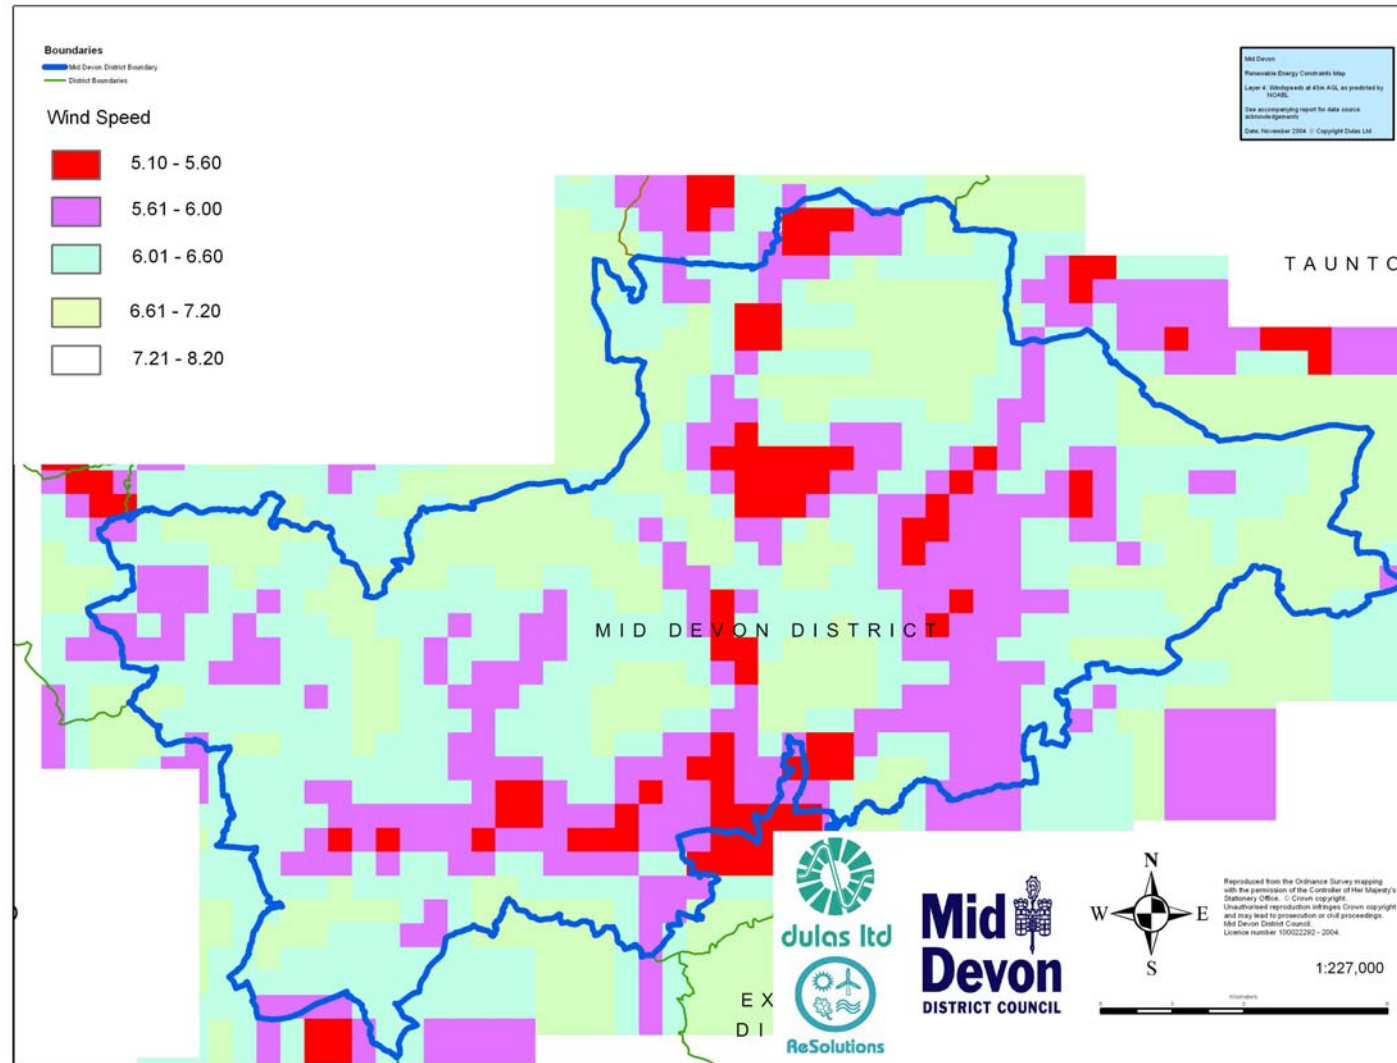 Boundaries
Mid Devon District Boundary
District Boundaries
Wind Speed
5.10 - 5.60
5.61 - 6.00
6.01 - 6.60
6.61 - 7.20
7.21 - 8.20
Mid Devon
Renewable Energy Constraints Map
Layer 4: Windspeeds at 45m AGL as predicted by
NOABL
See accompanying report for data source
acknowledgements
Date: November 2004 © Copyright Dulas Ltd
TAUNTO
MID DEVON DISTRICT
EX
DI
dulas ltd
ReSolutions
Mid
Devon
DISTRICT COUNCIL
N
W E
S
Reproduced from the Ordnance Survey mapping
with the permission of the Controller of Her Majesty's
Stationery Office. © Crown copyright.
Unauthorised reproduction infringes Crown copyright
and may lead to prosecution or civil proceedings.
Mid Devon District Council.
Licence number 100022292 - 2004.
1:227,000
Kilometers